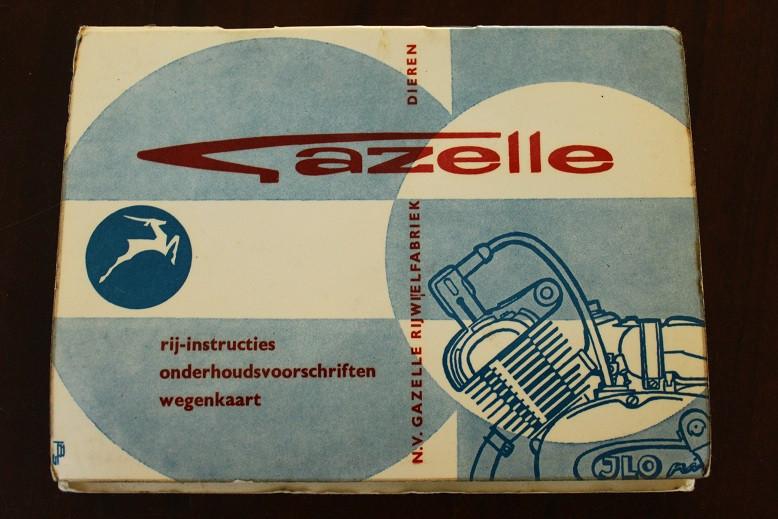 Gazelle
rij-instructies
onderhoudsvoorschriften
wegenkaart
N.V. GAZELLE RIJWIELFABRIEK DIEREN
JLO